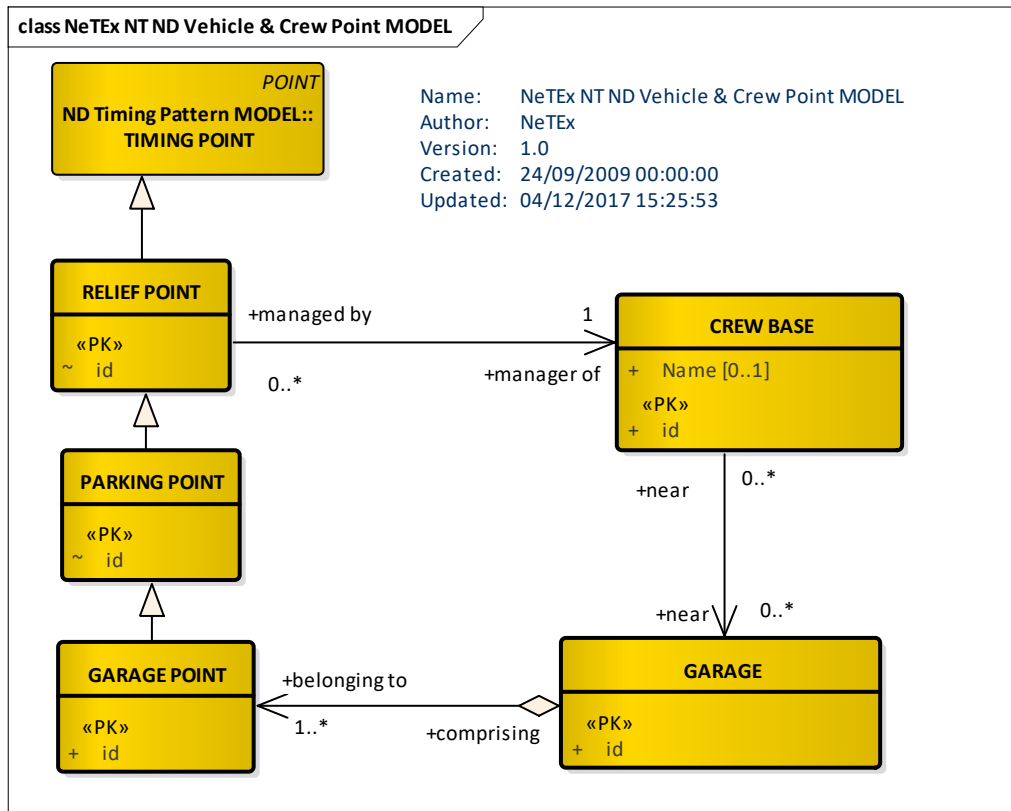 class NeTEx NT ND Vehicle & Crew Point MODEL
POINT
ND Timing Pattern MODEL::
TIMING POINT
Name: NeTEx NT ND Vehicle & Crew Point MODEL
Author: NeTEx
Version: 1.0
Created: 24/09/2009 00:00:00
Updated: 04/12/2017 15:25:53
RELIEF POINT
«PK»
~ id
+managed by
0..*
1
+manager of
CREW BASE
+ Name [0..1]
«PK»
+ id
PARKING POINT
«PK»
~ id
+near
0..*
+near
0..*
GARAGE POINT
«PK»
+ id
+belonging to
1..*
+comprising
GARAGE
«PK»
+ id